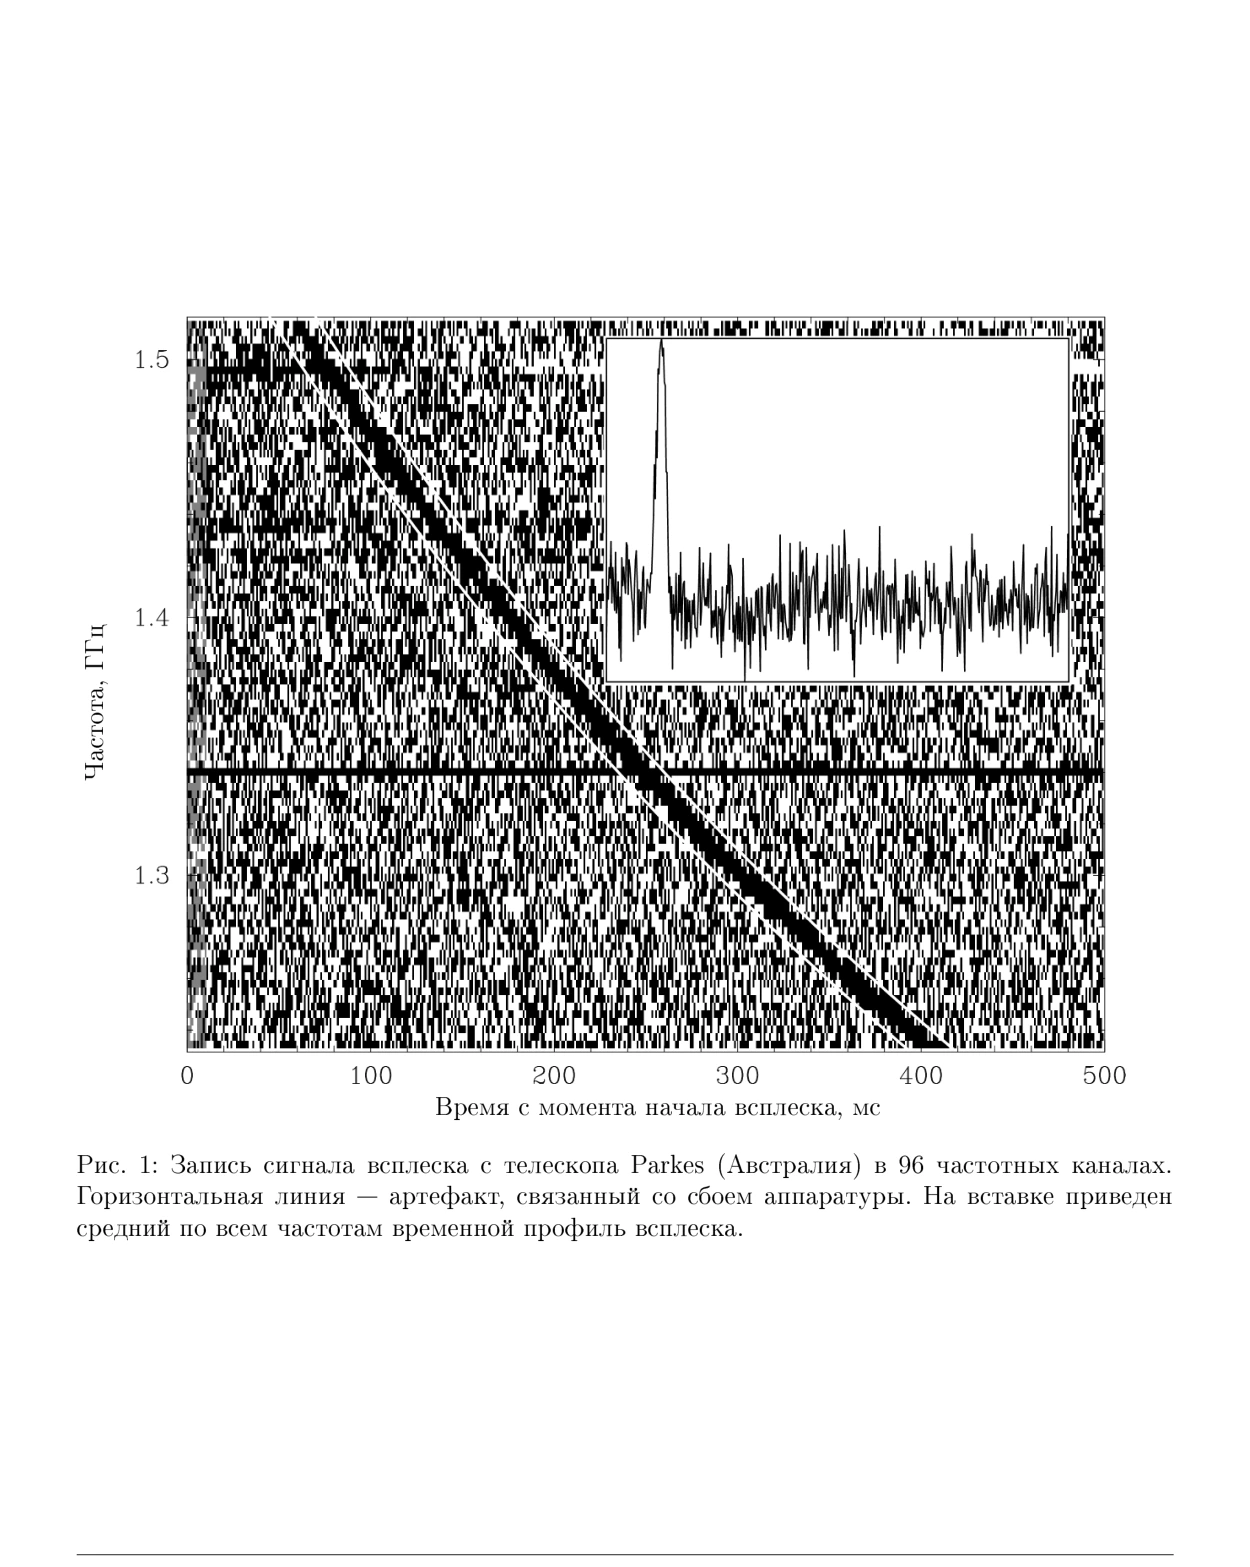 1.5
1.4
1.3
Частота, ГГц
0 100 200 300 400 500
Время с момента начала всплеска, мс
Рис. 1: Запись сигнала всплеска с телескопа Parkes (Австралия) в 96 частотных каналах.
Горизонтальная линия — артефакт, связанный со сбоем аппаратуры. На вставке приведен
средний по всем частотам временной профиль всплеска.